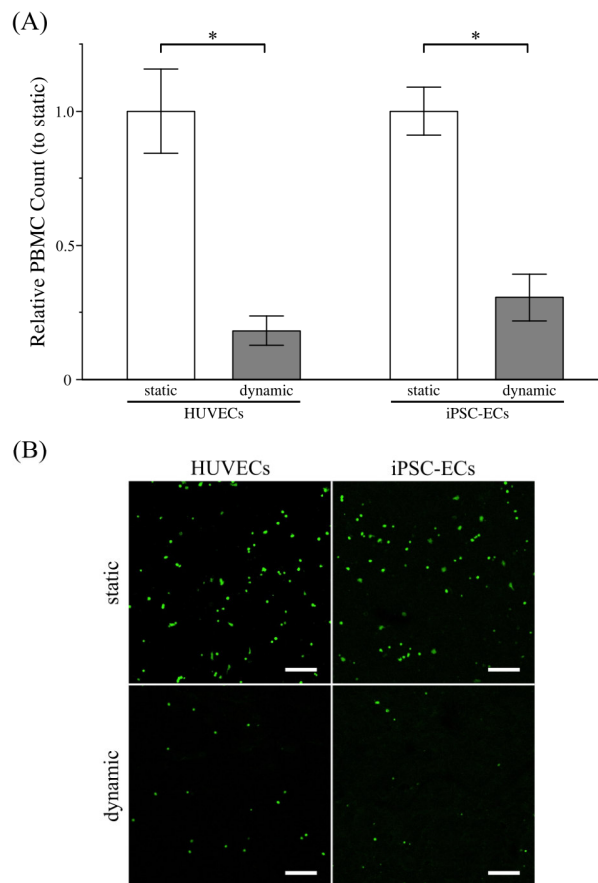 (A)
* *
Relative PBMC Count (to static)
1.0
0.5
0
static dynamic static dynamic
HUVECs iPSC-ECs
(B)
HUVECs iPSC-ECs
static
dynamic